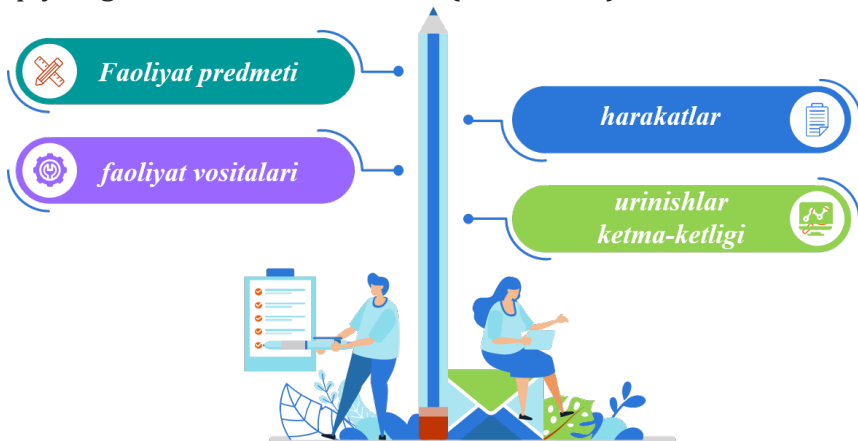 Faoliyat predmeti
faoliyat vositalari
harakatlar
urinishlar
ketma-ketligi